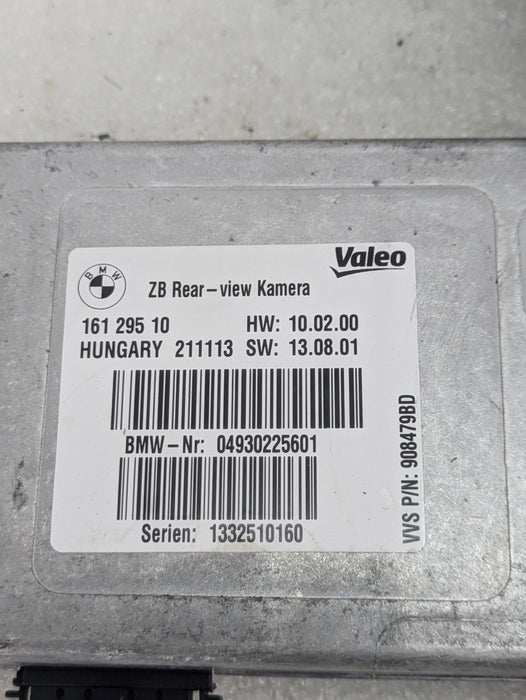 Valeo
BMW
ZB Rear-view Kamera
161 295 10 HW: 10.02.00
HUNGARY 211113 SW: 13.08.01
BMW-Nr: 04930225601
Serien: 1332510160
VVS P/N: 908479BD